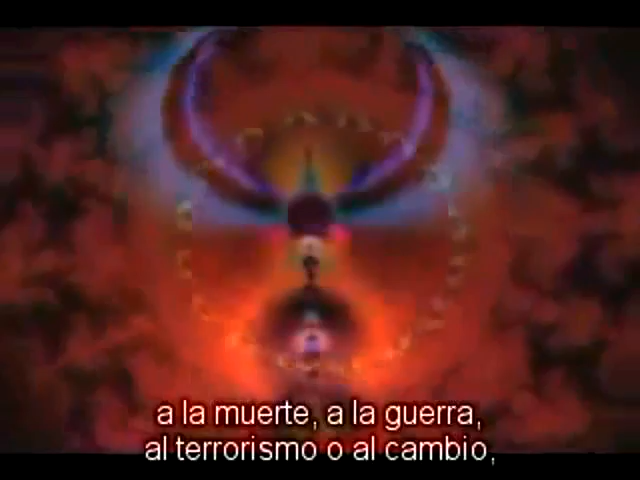 a la muerte, a la guerra,
al terrorismo o al cambio,